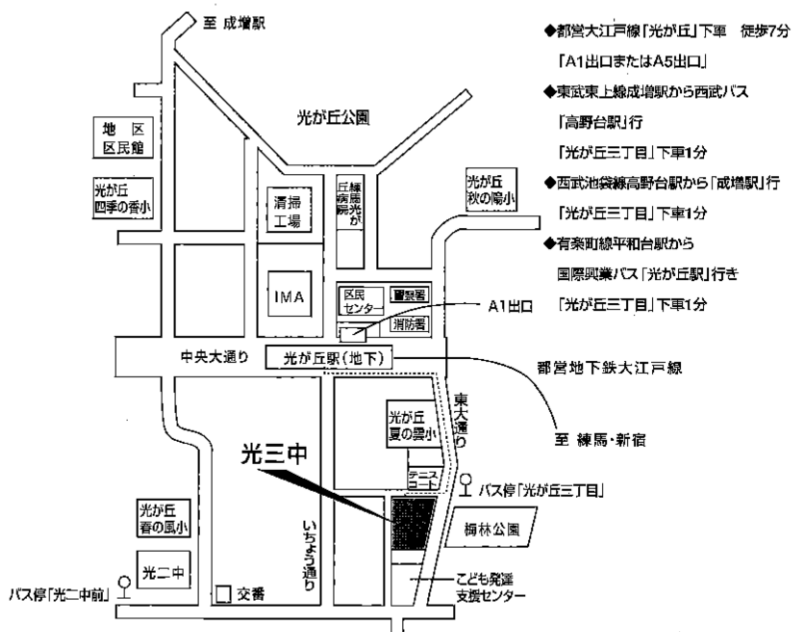 至 成増駅
◆都営大江戸線「光が丘」下車 徒歩7分
「A1出口またはA5出口」
◆東武東上線成増駅から西武バス
「高野台駅」行
「光が丘三丁目」下車1分
◆西武池袋線高野台駅から「成増駅」行
「光が丘三丁目」下車1分
◆有楽町線平和台駅から
国際興業バス「光が丘駅」行き
「光が丘三丁目」下車1分
光が丘公園
地 区
区民館
光が丘
四季の香小
清掃
工場
練馬光が
丘病院
光が丘
秋の陽小
IMA
区民
センター
警察署
消防署
A1出口
中央大通り
光が丘駅(地下)
都営地下鉄大江戸線
東大通り
光が丘
夏の雲小
至 練馬・新宿
光三中
テニス
コート
バス停「光が丘三丁目」
光が丘
春の風小
いちょう通り
梅林公園
光二中
こども発達
支援センター
バス停「光二中前」
交番